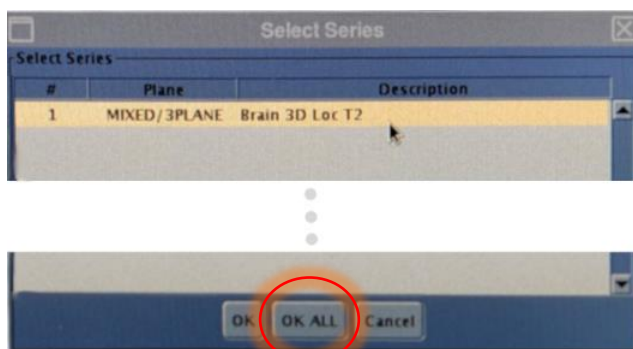 Select Series
Select Series
# Plane Description
1 MIXED/3PLANE Brain 3D Loc T2
OK OK ALL Cancel